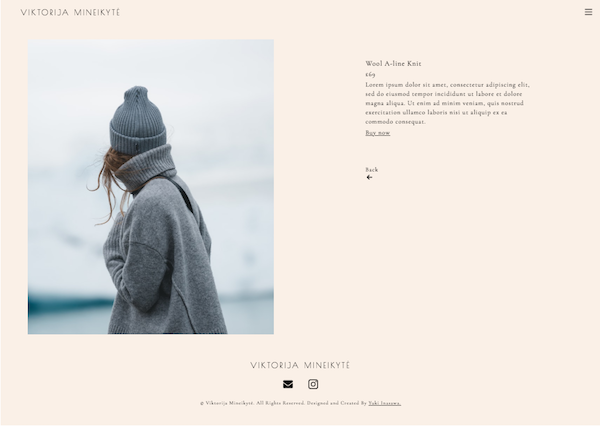 VIKTORIJA MINEIKYTĖ
Wool A-line Knit
£69
Lorem ipsum dolor sit amet, consectetur adipiscing elit,
sed do eiusmod tempor incididunt ut labore et dolore
magna aliqua. Ut enim ad minim veniam, quis nostrud
exercitation ullamco laboris nisi ut aliquip ex ea
commodo consequat.
Buy now
Back
VIKTORIJA MINEIKYTĖ
© Viktorija Mineikytė. All Rights Reserved. Designed and Created By Yuki